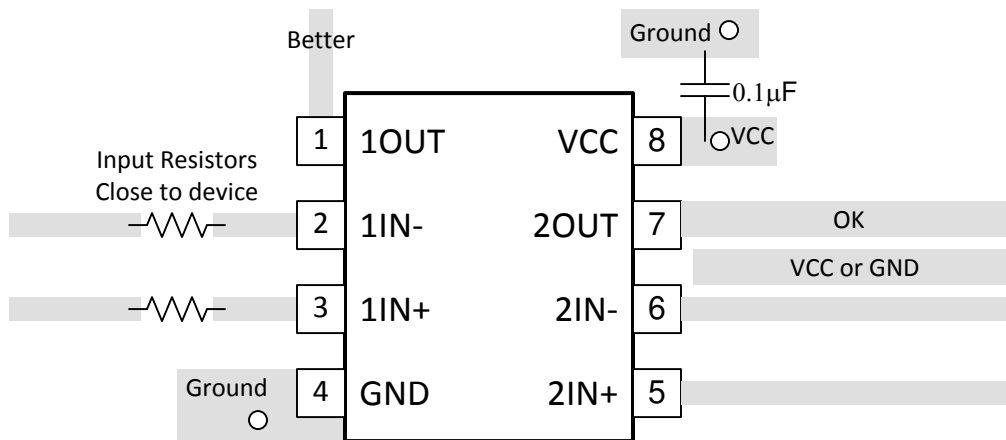 Better
Ground
0.1μF
1
1OUT
VCC
8
VCC
Input Resistors
Close to device
2
1IN-
2OUT
7
OK
VCC or GND
3
1IN+
2IN-
6
Ground
4
GND
2IN+
5